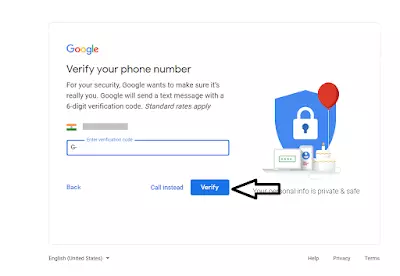 Google
Verify your phone number
For your security, Google wants to make sure it's
really you. Google will send a text message with a
6-digit verification code. Standard rates apply
Enter verification code
G-
Back
Call instead
Verify
Your personal info is private & safe
English (United States)
Help
Privacy
Terms